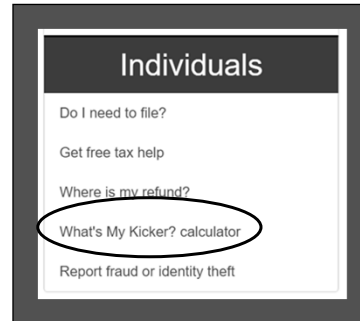 Individuals
Do I need to file?
Get free tax help
Where is my refund?
What's My Kicker? calculator
Report fraud or identity theft